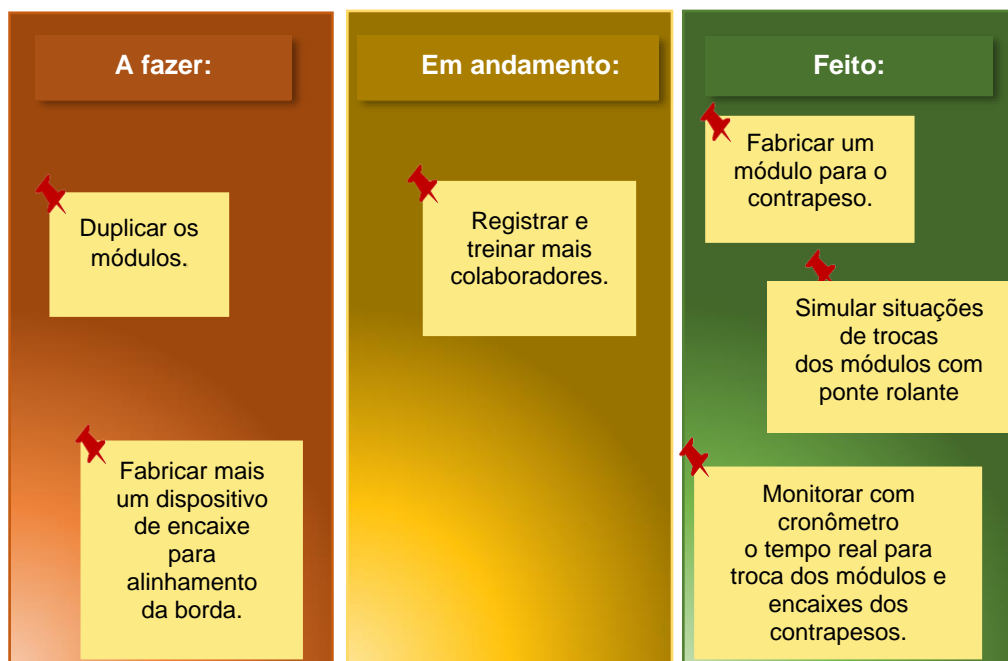 A fazer:
Duplicar os
módulos.
Fabricar mais
um dispositivo
de encaixe
para
alinhamento
da borda.
Em andamento:
Registrar e
treinar mais
colaboradores.
Feito:
Fabricar um
módulo para o
contrapeso.
Simular situações
de trocas
dos módulos com
ponte rolante
Monitorar com
cronômetro
o tempo real para
troca dos módulos e
encaixes dos
contrapesos.